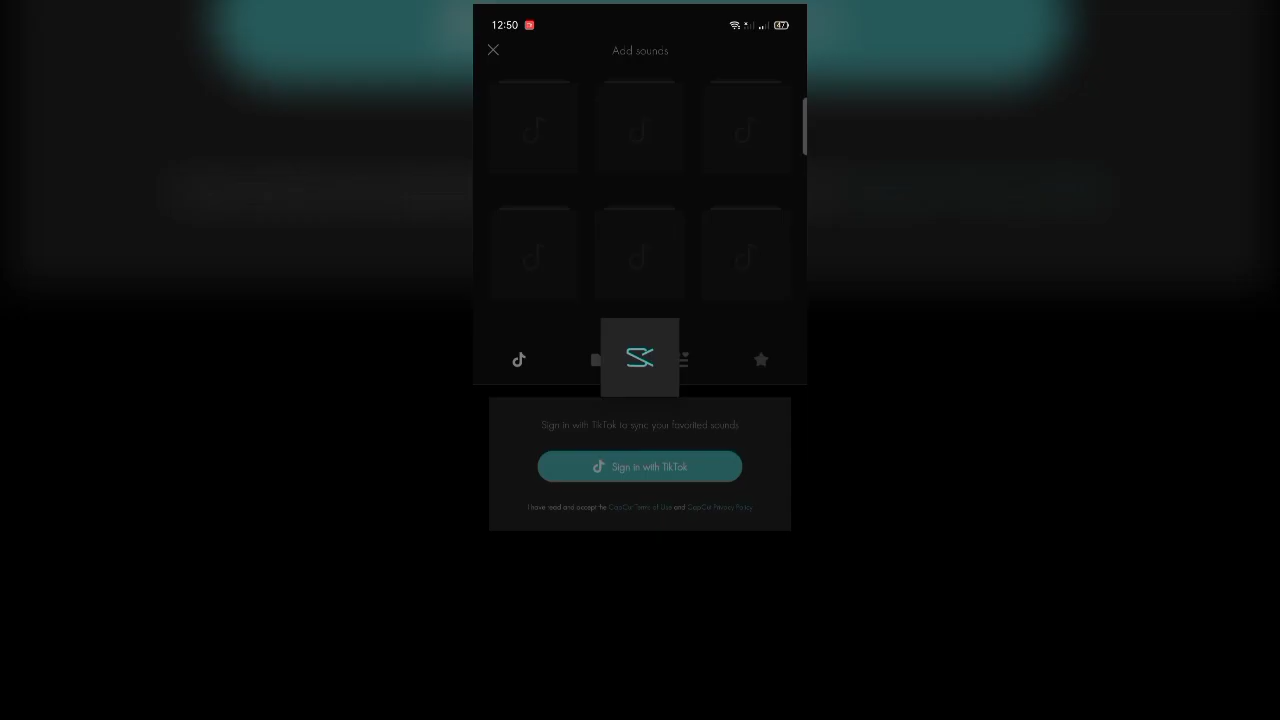 12:50
47
Add sounds
Sign in with TikTok to sync your favorited sounds
Sign in with TikTok
I have read and accept the CapCut Terms of Use and CapCut Privacy Policy